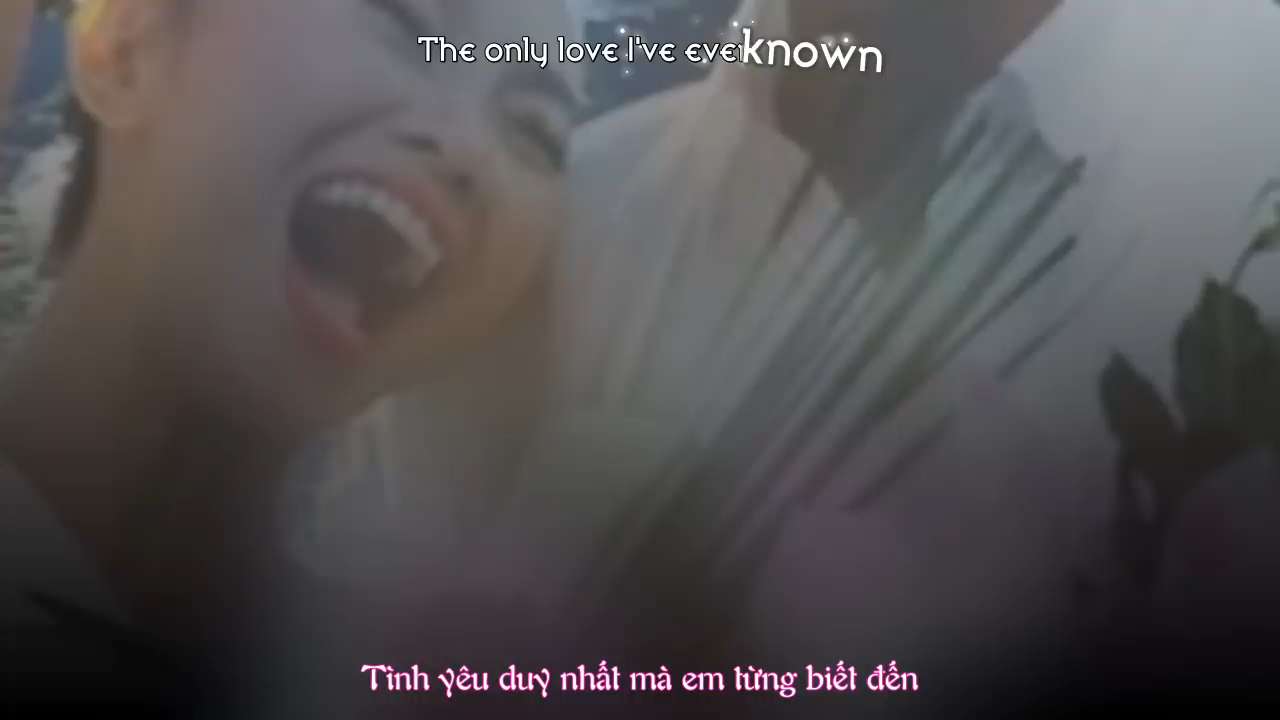 The only love I've ever known
Tình yêu duy nhất mà em từng biết đến